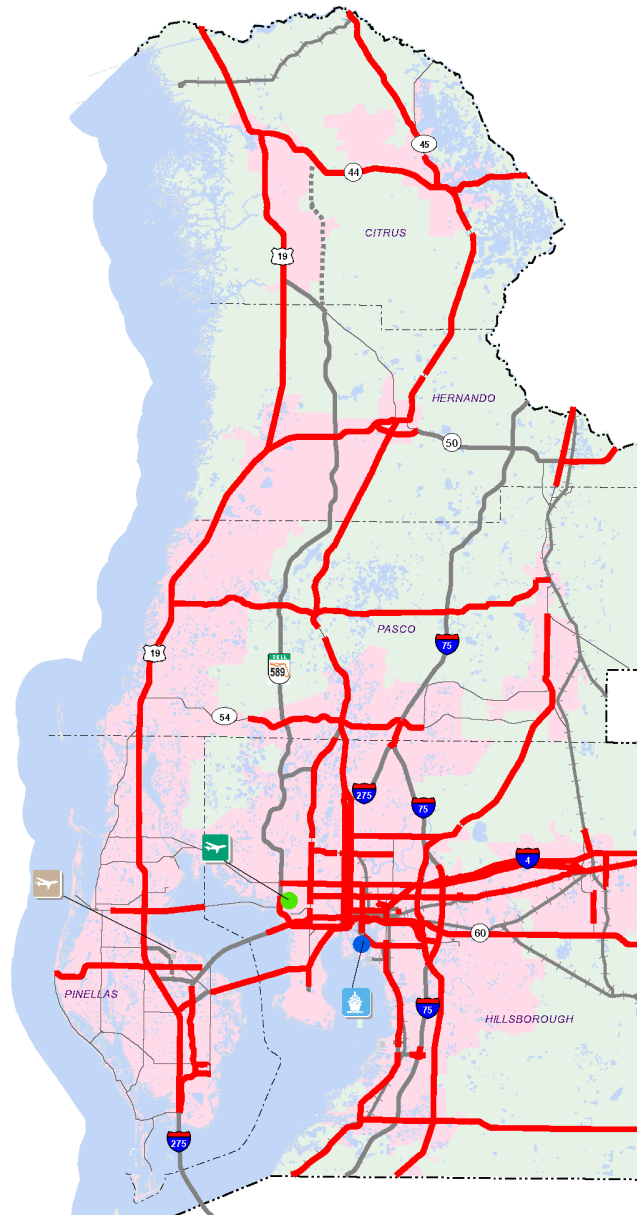 45
44
CITRUS
19
HERNANDO
50
PASCO
75
19
TOLL
589
54
275
75
4
60
PINELLAS
75
HILLSBOROUGH
275